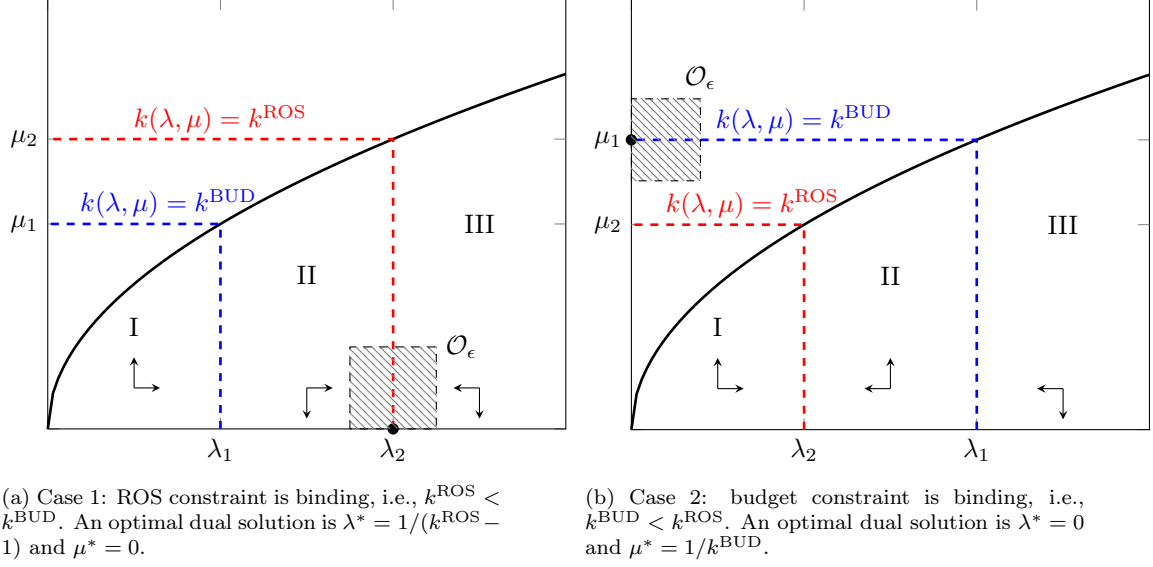 k(λ, μ) = k^ROS
μ₂
k(λ, μ) = k^BUD
μ₁
III
II
I
𝒪_ϵ
λ₁
λ₂
𝒪_ϵ
μ₁
k(λ, μ) = k^BUD
k(λ, μ) = k^ROS
μ₂
III
II
I
λ₂
λ₁
(a) Case 1: ROS constraint is binding, i.e., k^ROS <
k^BUD. An optimal dual solution is λ* = 1/(k^ROS −
1) and μ* = 0.
(b) Case 2: budget constraint is binding, i.e.,
k^BUD < k^ROS. An optimal dual solution is λ* = 0
and μ* = 1/k^BUD.